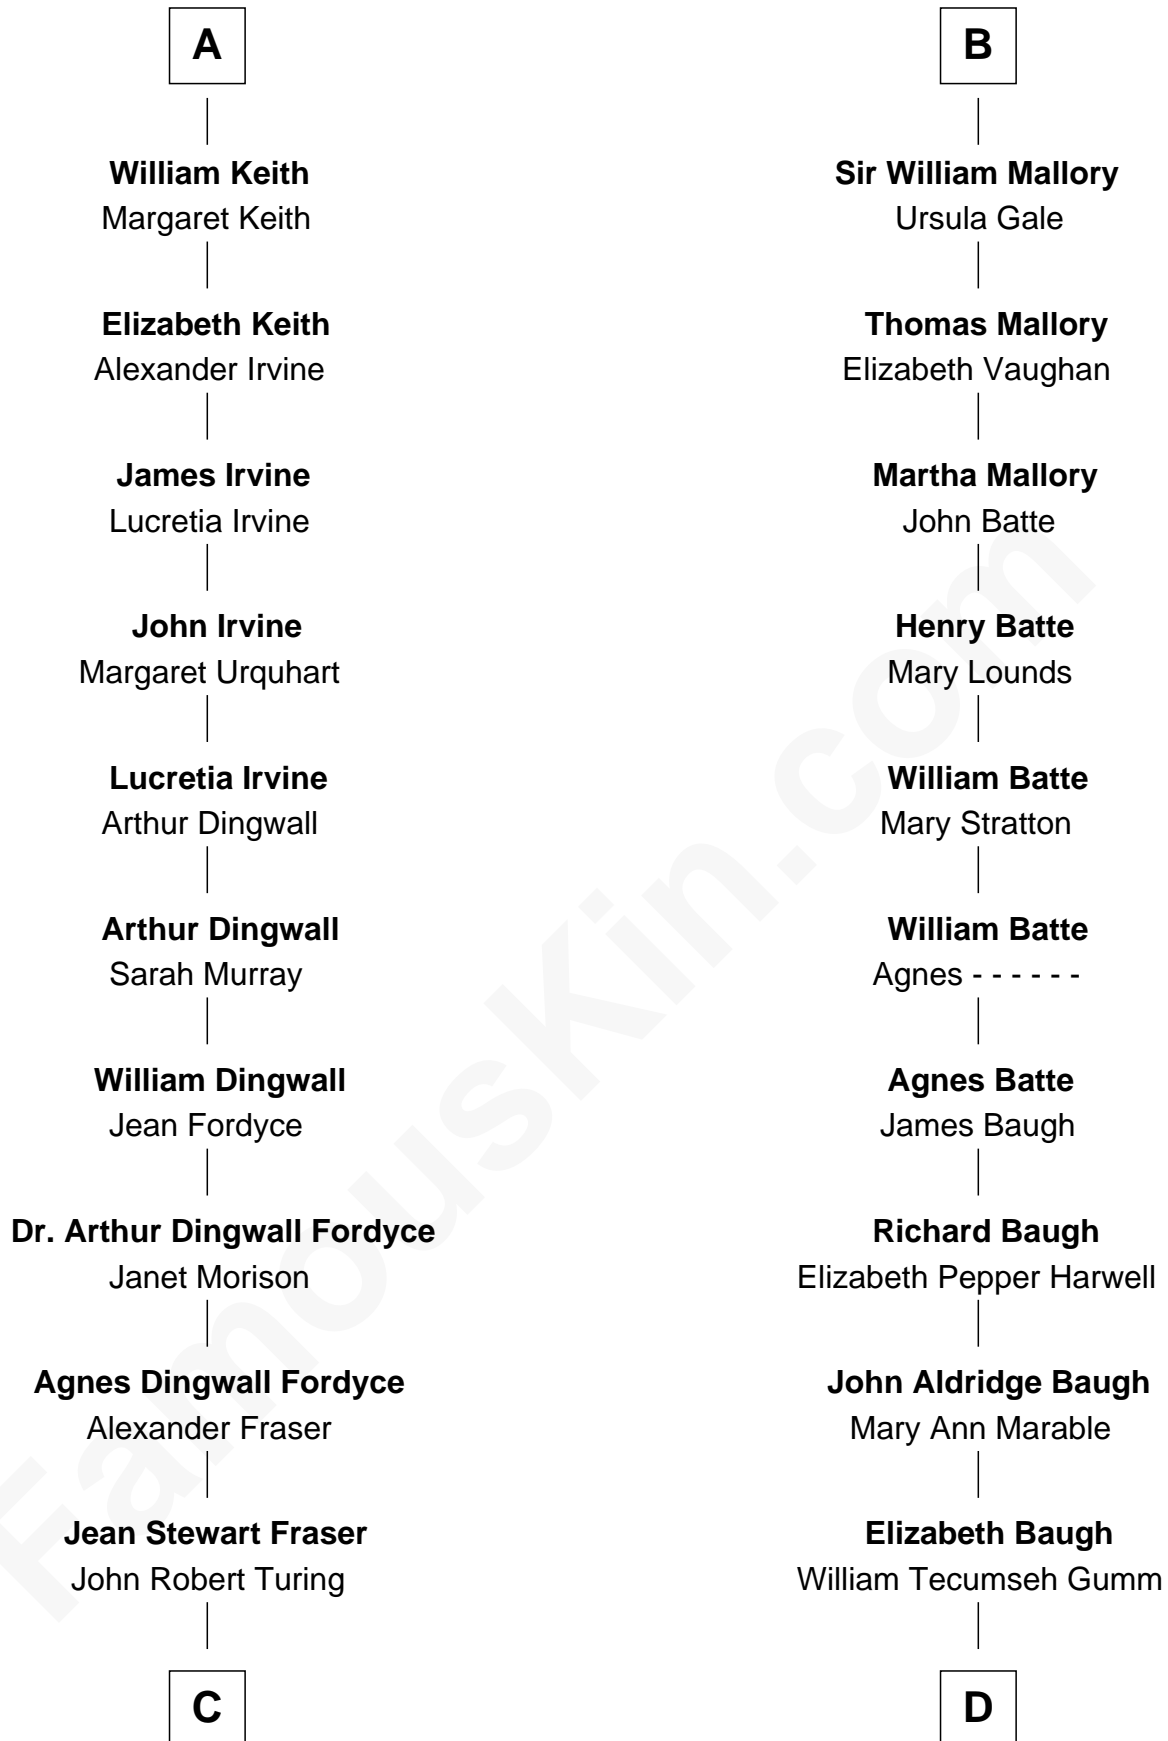 A
William Keith
Margaret Keith
Elizabeth Keith
Alexander Irvine
James Irvine
Lucretia Irvine
John Irvine
Margaret Urquhart
Lucretia Irvine
Arthur Dingwall
Arthur Dingwall
Sarah Murray
William Dingwall
Jean Fordyce
Dr. Arthur Dingwall Fordyce
Janet Morison
Agnes Dingwall Fordyce
Alexander Fraser
Jean Stewart Fraser
John Robert Turing
C
B
Sir William Mallory
Ursula Gale
Thomas Mallory
Elizabeth Vaughan
Martha Mallory
John Batte
Henry Batte
Mary Lounds
William Batte
Mary Stratton
William Batte
Agnes - - - - - -
Agnes Batte
James Baugh
Richard Baugh
Elizabeth Pepper Harwell
John Aldridge Baugh
Mary Ann Marable
Elizabeth Baugh
William Tecumseh Gumm
D
FamousKin.com